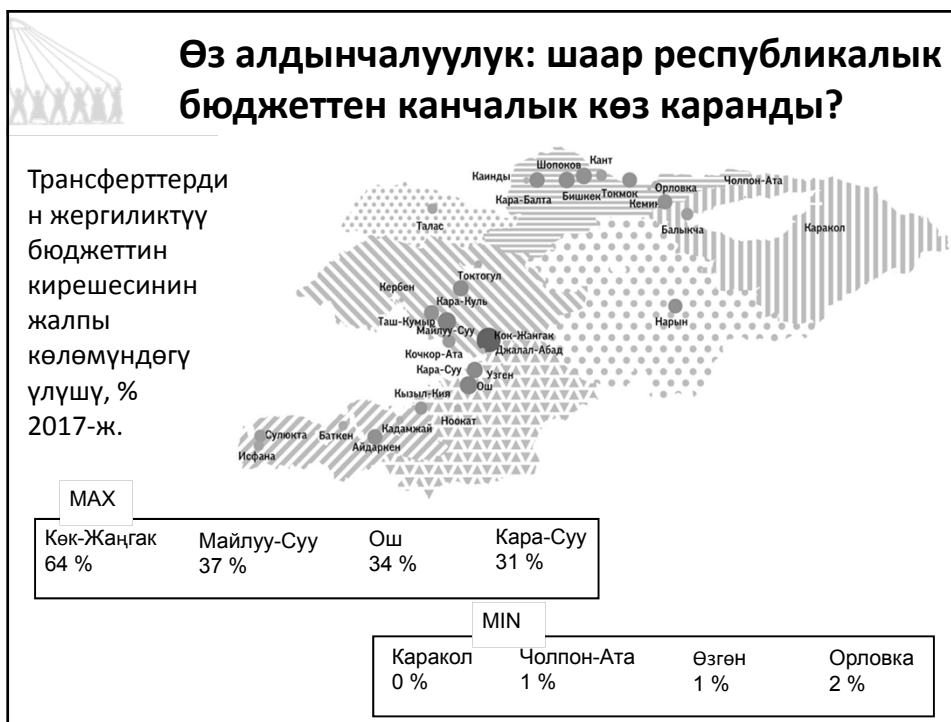 Өз алдынчалуулук: шаар республикалык
бюджеттен канчалык көз каранды?
Трансферттерди
н жергиликтүү
бюджеттин
кирешесинин
жалпы
көлөмүндөгү
үлүшү, %
2017-ж.
Шопоков
Кант
Каинды
Кара-Балта
Бишкек
Токмок
Кемин
Орловка
Чолпон-Ата
Балыкча
Каракол
Талас
Токтогул
Кербен
Кара-Куль
Таш-Кумыр
Майлуу-Суу
Кок-Жангак
Джалал-Абад
Кочкор-Ата
Кара-Суу
Узген
Ош
Нарын
Кызыл-Кия
Ноокат
Кадамжай
Сулюкта
Баткен
Айдаркен
Исфана
MAX
Көк-Жаңгак
Майлуу-Суу
Ош
Кара-Суу
64 %
37 %
34 %
31 %
MIN
Каракол
Чолпон-Ата
Өзгөн
Орловка
0 %
1 %
1 %
2 %